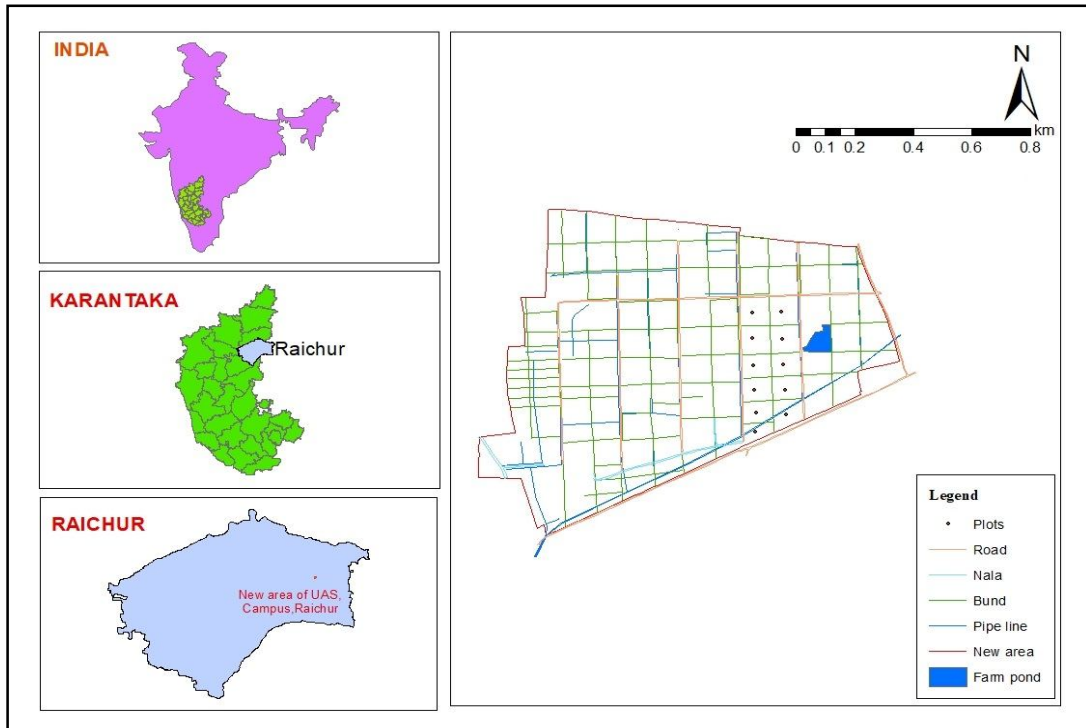 INDIA
KARANTAKA
Raichur
RAICHUR
New area of UAS,
Campus,Raichur
N
km
0 0.1 0.2 0.4 0.6 0.8
Legend
Plots
Road
Nala
Bund
Pipe line
New area
Farm pond